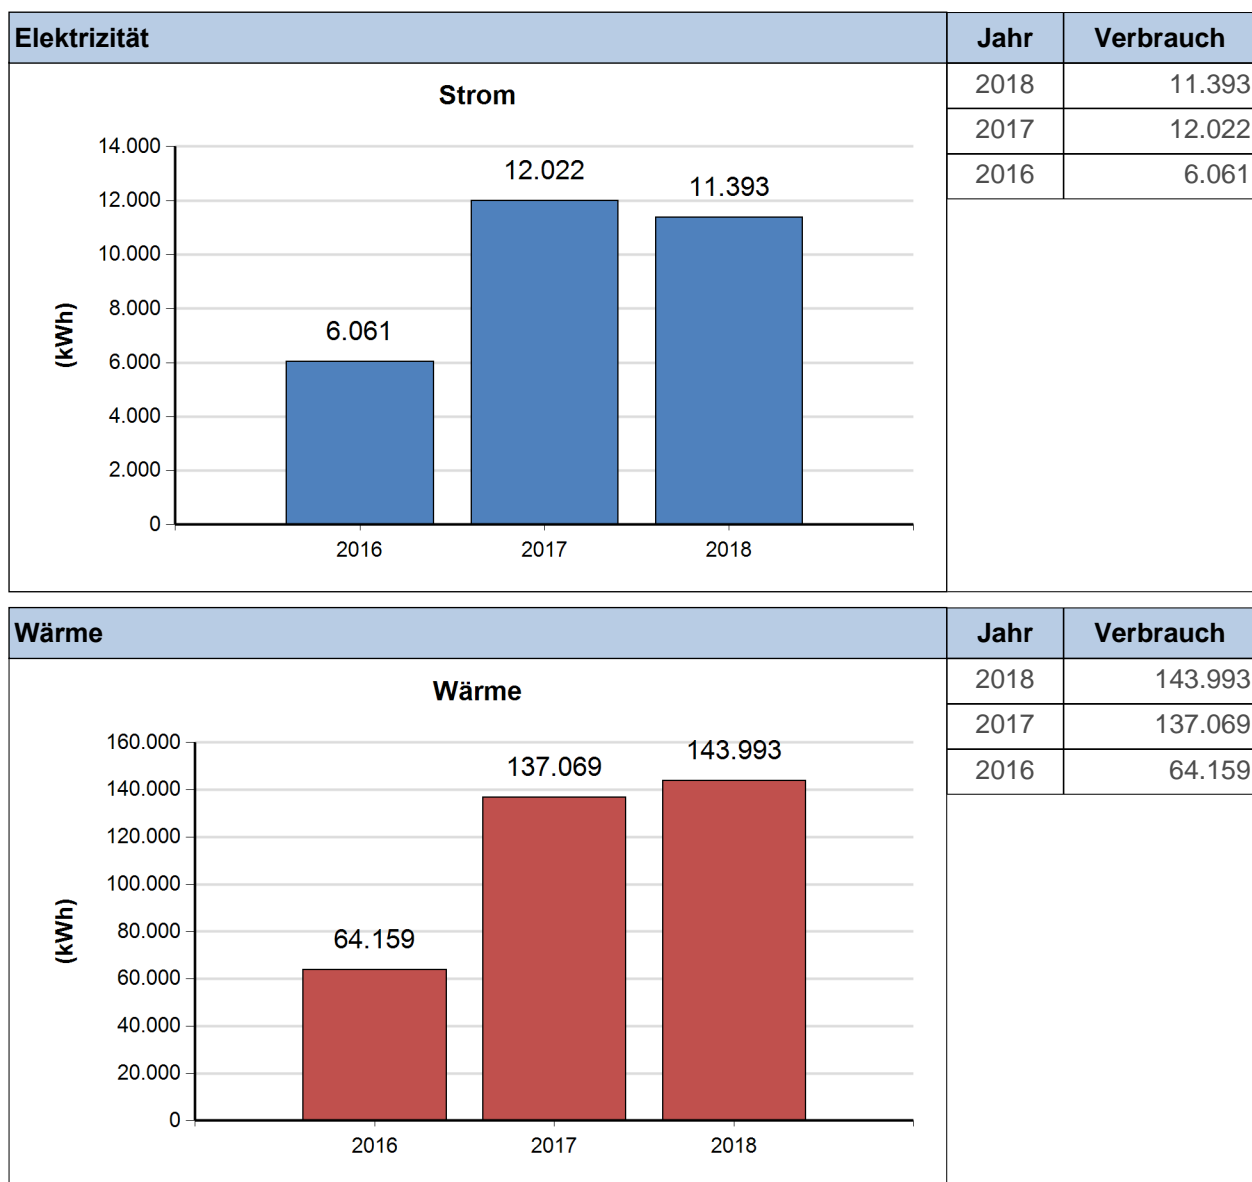 Elektrizität
Jahr Verbrauch
2018 11.393
2017 12.022
2016 6.061
Strom
14.000
12.000
10.000
8.000
6.000
4.000
2.000
0
(kWh)
6.061
12.022
11.393
2016 2017 2018
Wärme
Jahr Verbrauch
2018 143.993
2017 137.069
2016 64.159
Wärme
160.000
140.000
120.000
100.000
80.000
60.000
40.000
20.000
0
(kWh)
64.159
137.069
143.993
2016 2017 2018